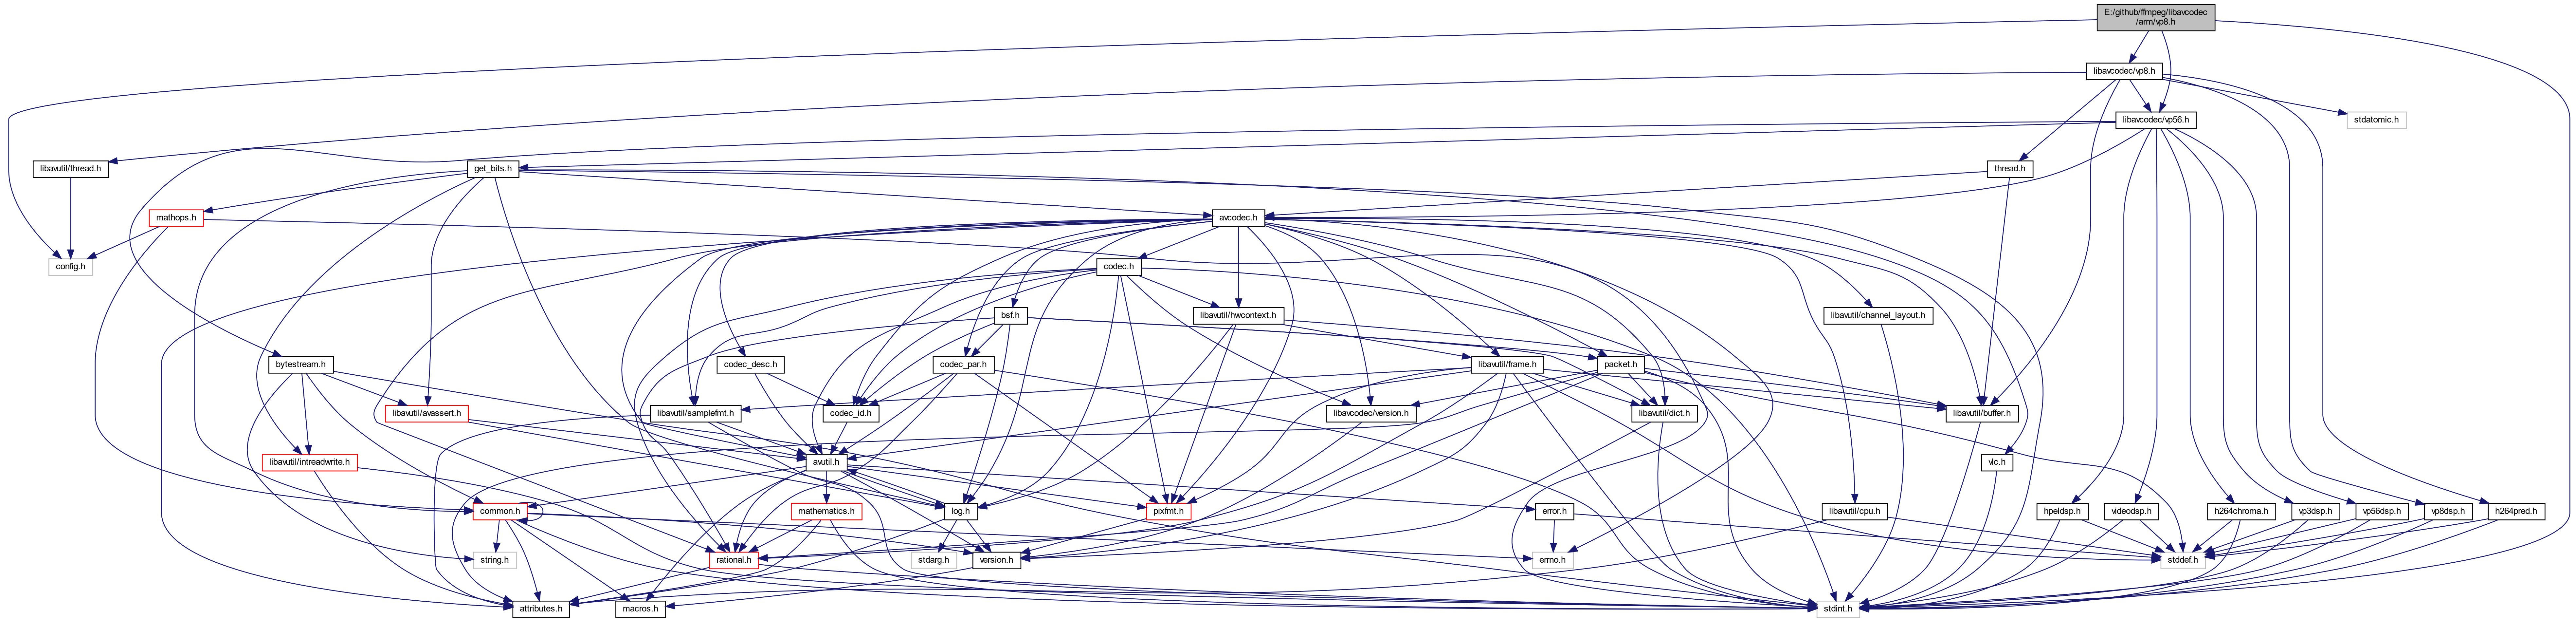 E:/github/ffmpeg/libavcodec
/arm/vp8.h
libavcodec/vp8.h
libavcodec/vp56.h
stdatomic.h
libavutil/thread.h
get_bits.h
thread.h
mathops.h
avcodec.h
config.h
codec.h
bsf.h
libavutil/hwcontext.h
libavutil/channel_layout.h
bytestream.h
codec_desc.h
codec_par.h
libavutil/frame.h
packet.h
libavutil/avassert.h
libavutil/samplefmt.h
codec_id.h
libavcodec/version.h
libavutil/dict.h
libavutil/buffer.h
libavutil/intreadwrite.h
avutil.h
vlc.h
common.h
mathematics.h
log.h
pixfmt.h
error.h
libavutil/cpu.h
hpeldsp.h
videodsp.h
h264chroma.h
vp3dsp.h
vp56dsp.h
vp8dsp.h
h264pred.h
string.h
rational.h
stdarg.h
version.h
errno.h
stddef.h
attributes.h
macros.h
stdint.h